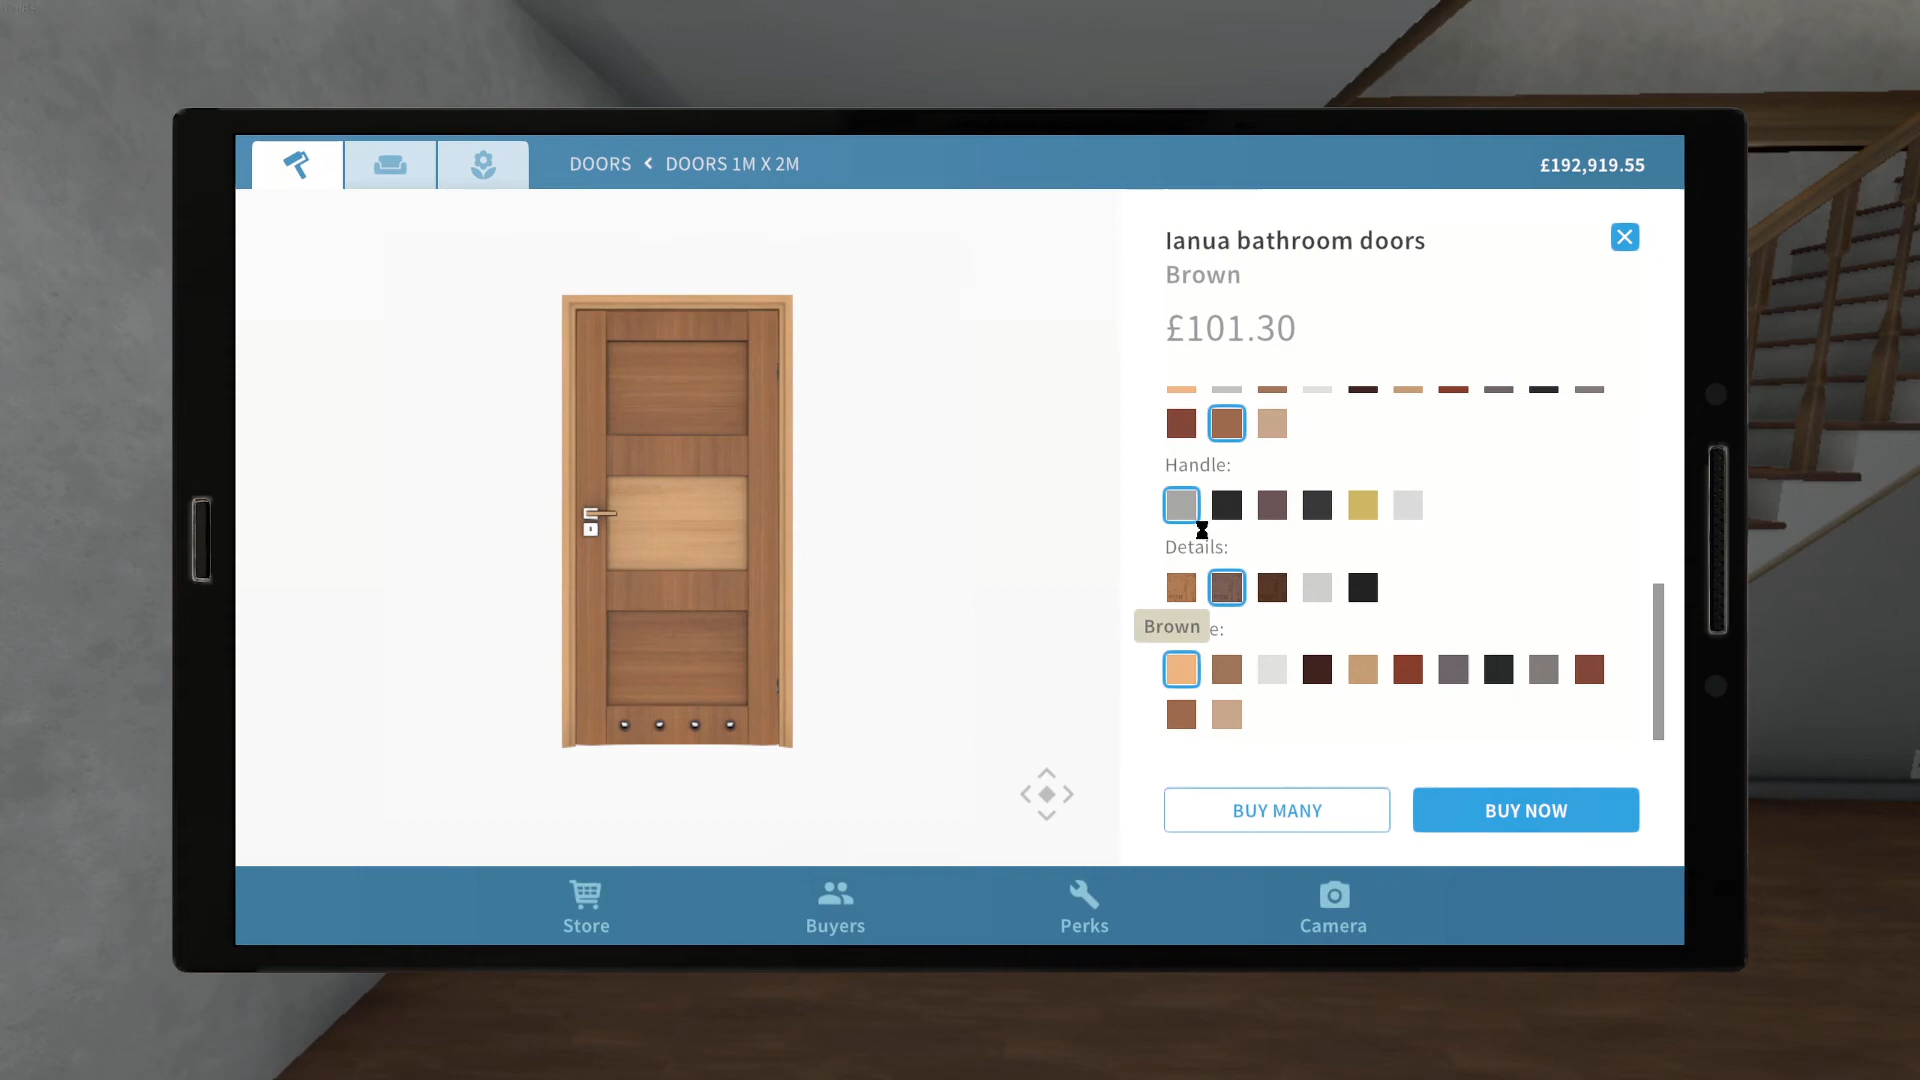 DOORS < DOORS 1M X 2M
£192,919.55
Ianua bathroom doors
Brown
£101.30
Handle:
Details:
Brown
e:
BUY MANY
BUY NOW
Store
Buyers
Perks
Camera